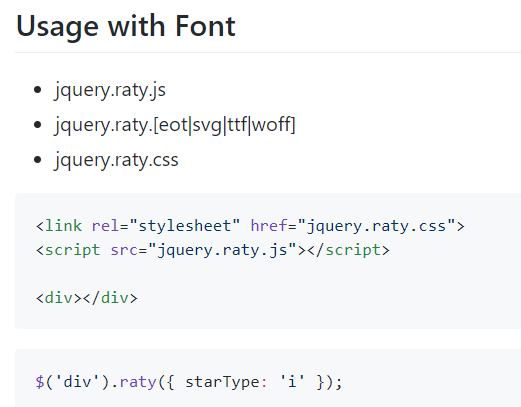 Usage with Font
jquery.raty.js
jquery.raty.[eot|svg|ttf|woff]
jquery.raty.css
<link rel="stylesheet" href="jquery.raty.css">
<script src="jquery.raty.js"></script>
<div></div>
$('div').raty({ starType: 'i' });